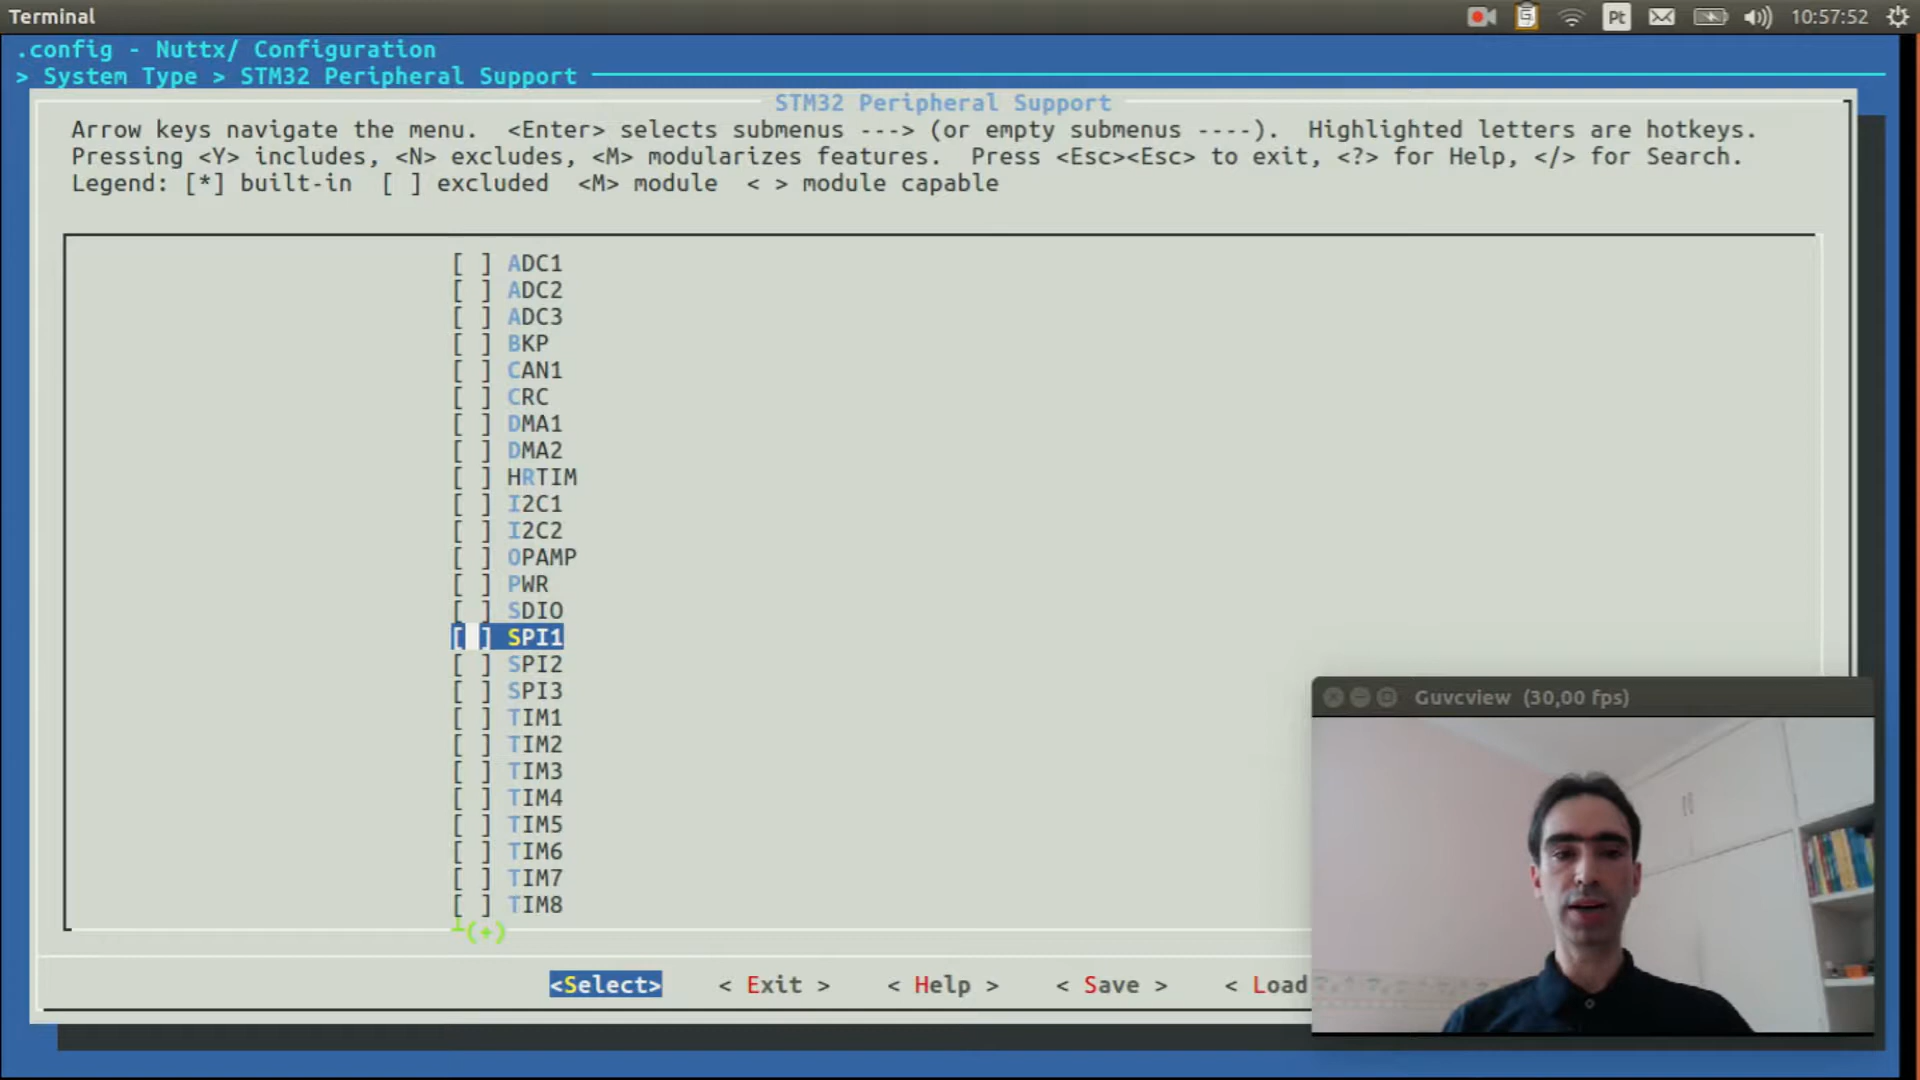 Terminal
Pt
10:57:52
.config - Nuttx/ Configuration
> System Type > STM32 Peripheral Support
STM32 Peripheral Support
Arrow keys navigate the menu.  <Enter> selects submenus ---> (or empty submenus ----).  Highlighted letters are hotkeys.
Pressing <Y> includes, <N> excludes, <M> modularizes features.  Press <Esc><Esc> to exit, <?> for Help, </> for Search.
Legend: [*] built-in  [ ] excluded  <M> module  < > module capable
[ ] ADC1
[ ] ADC2
[ ] ADC3
[ ] BKP
[ ] CAN1
[ ] CRC
[ ] DMA1
[ ] DMA2
[ ] HRTIM
[ ] I2C1
[ ] I2C2
[ ] OPAMP
[ ] PWR
[ ] SDIO
[ ] SPI1
[ ] SPI2
[ ] SPI3
[ ] TIM1
[ ] TIM2
[ ] TIM3
[ ] TIM4
[ ] TIM5
[ ] TIM6
[ ] TIM7
[ ] TIM8
(+)
<Select>    < Exit >    < Help >    < Save >    < Load
Guvcview (30,00 fps)